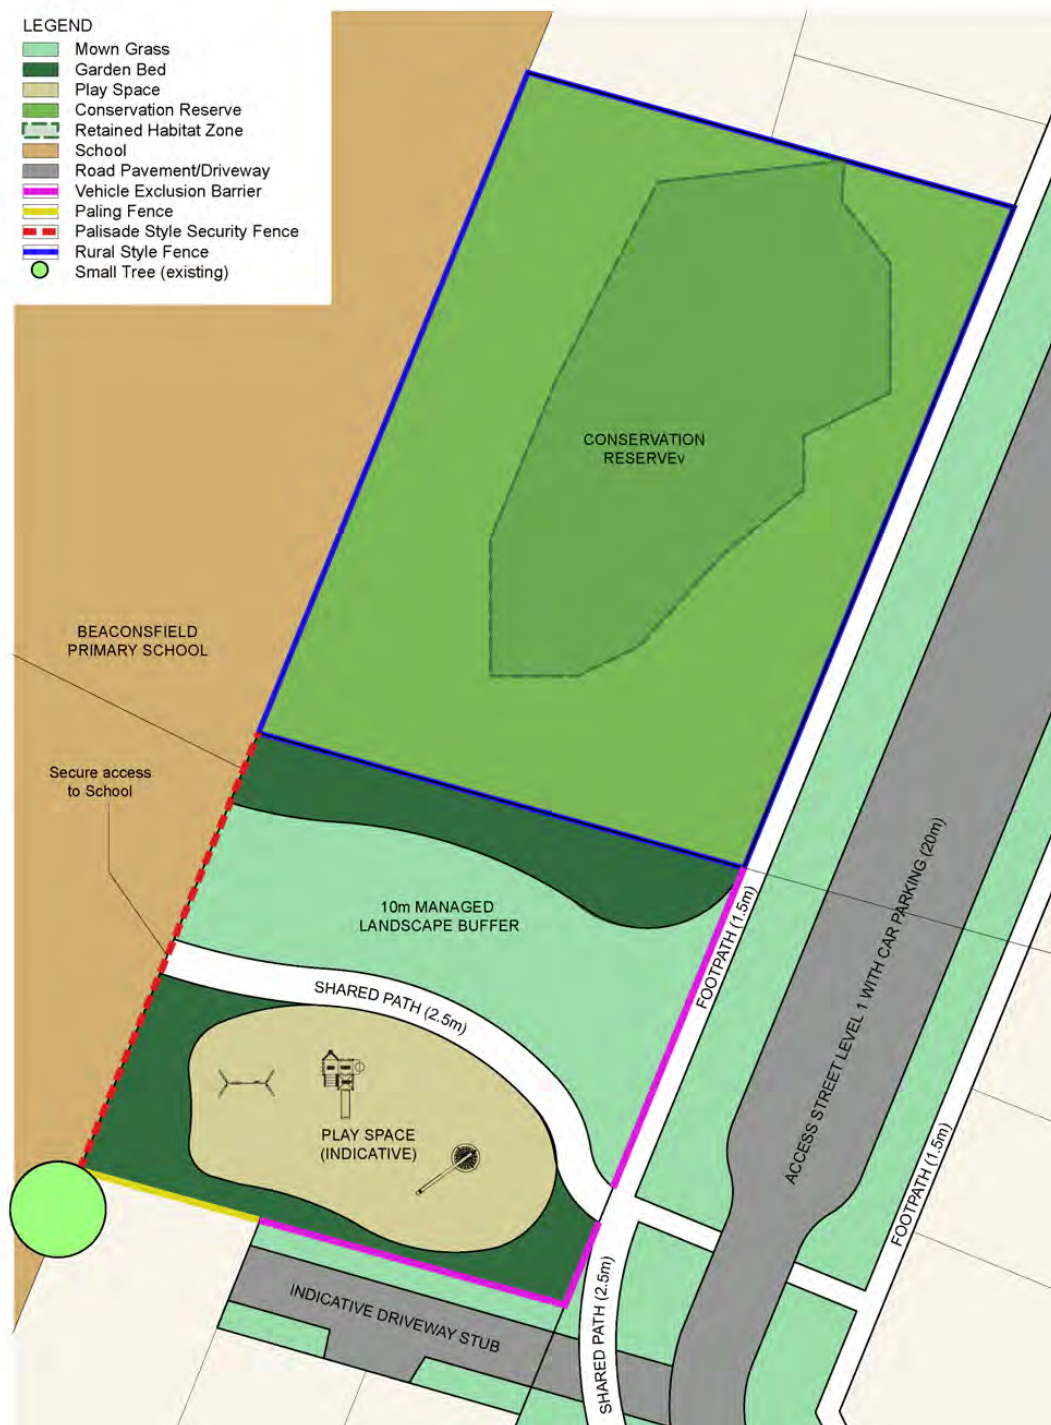 LEGEND
Mown Grass
Garden Bed
Play Space
Conservation Reserve
Retained Habitat Zone
School
Road Pavement/Driveway
Vehicle Exclusion Barrier
Paling Fence
Palisade Style Security Fence
Rural Style Fence
Small Tree (existing)
CONSERVATION
RESERVEv
BEACONSFIELD
PRIMARY SCHOOL
Secure access
to School
10m MANAGED
LANDSCAPE BUFFER
FOOTPATH (1.5m)
SHARED PATH (2.5m)
ACCESS STREET LEVEL 1 WITH CAR PARKING (20m)
PLAY SPACE
(INDICATIVE)
FOOTPATH (1.5m)
INDICATIVE DRIVEWAY STUB
SHARED PATH (2.5m)